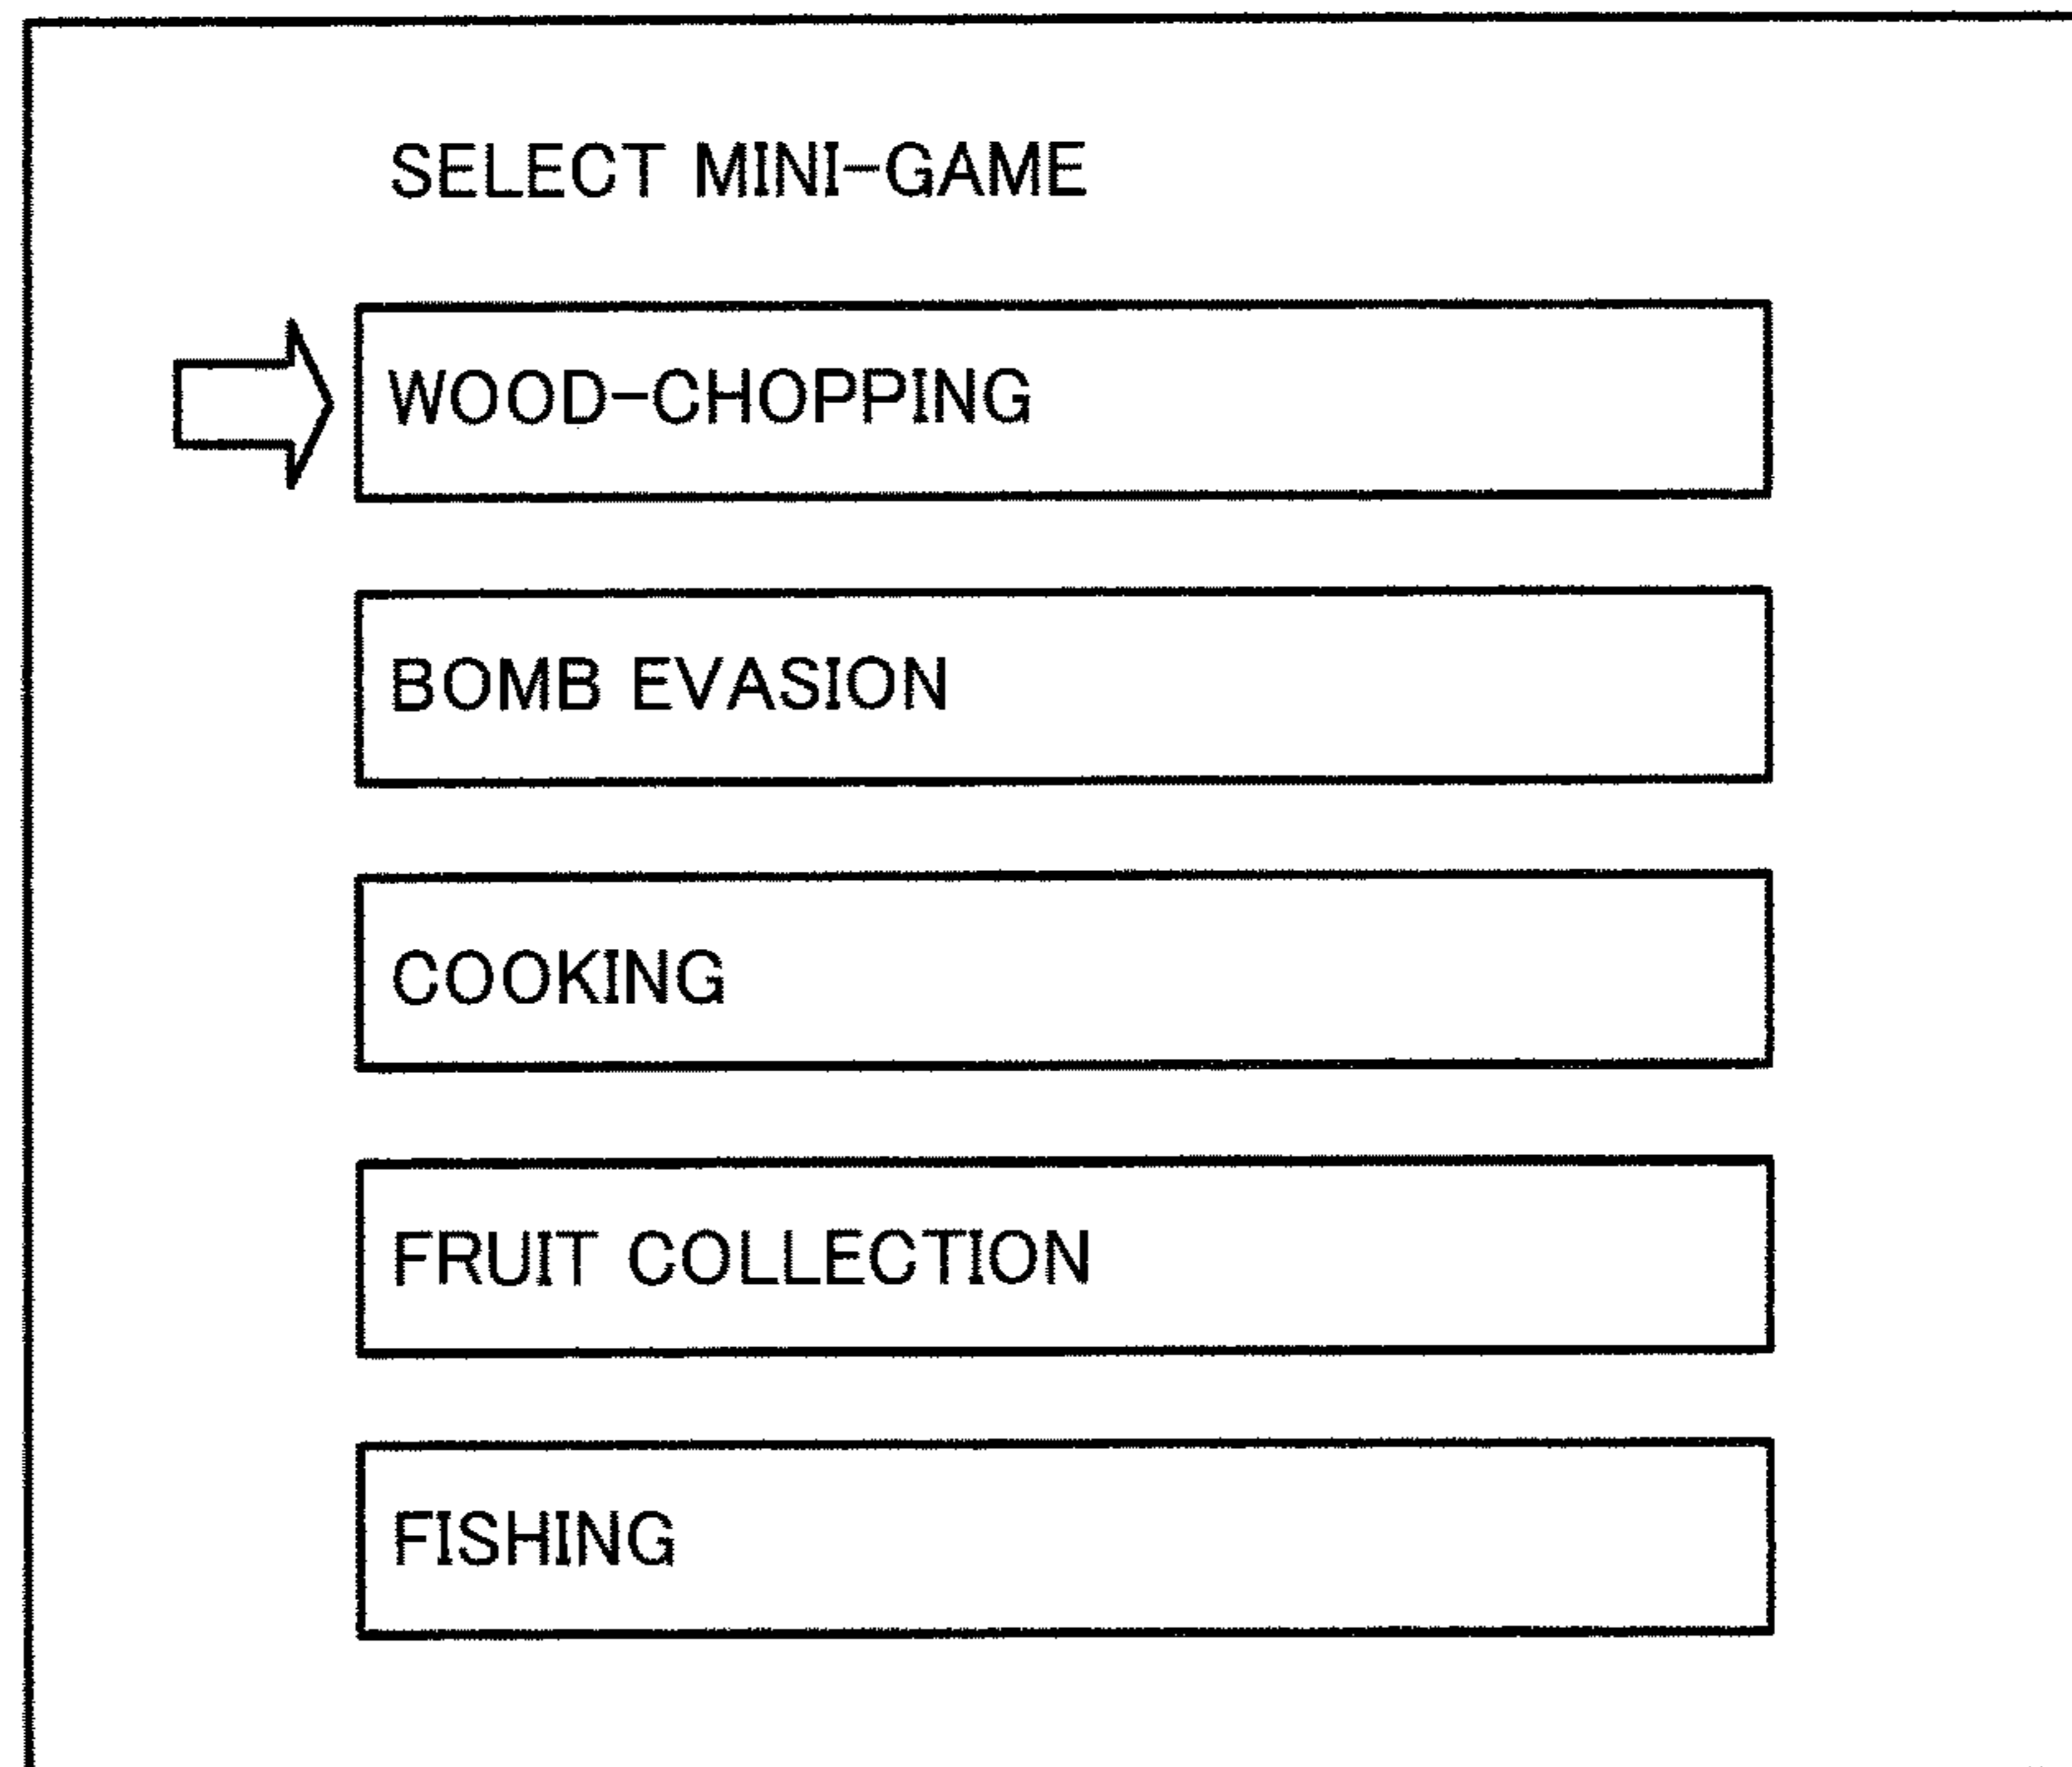 SELECT MINI-GAME
WOOD-CHOPPING
BOMB EVASION
COOKING
FRUIT COLLECTION
FISHING